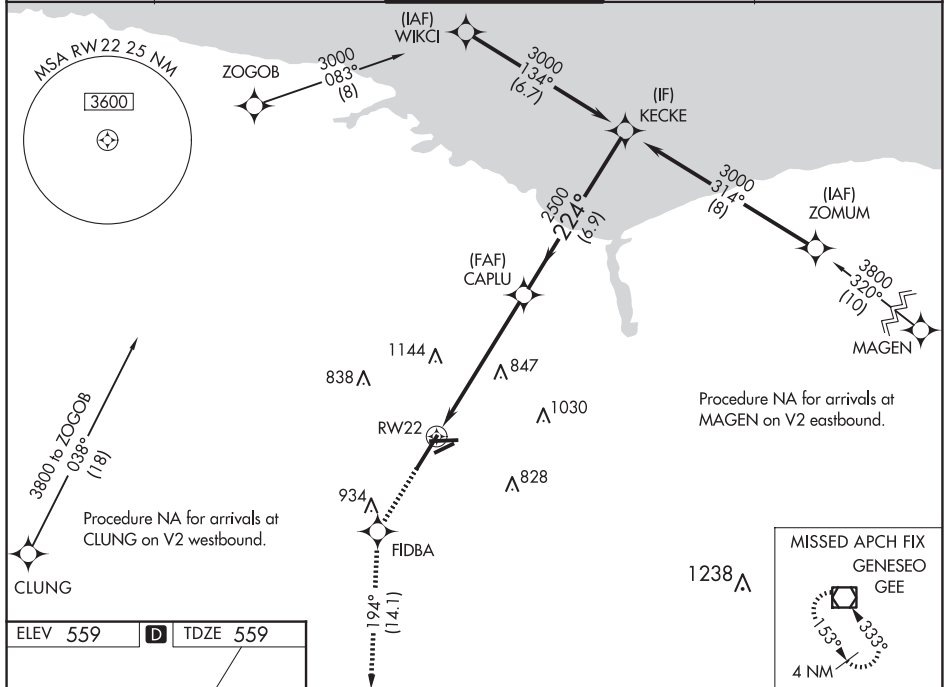 MSA RW22 25 NM
3600
ZOGOB
3000
083°
(8)
(IAF)
WIKCI
3000
134°
(6.7)
(IF)
KECKE
3000
314°
(8)
(IAF)
ZOMUM
3800
320°
(10)
MAGEN
2500
224°
(6.9)
(FAF)
CAPLU
1144
838
847
1030
RW22
828
934
FIDBA
Procedure NA for arrivals at
MAGEN on V2 eastbound.
3800 to ZOGOB
038°
(18)
Procedure NA for arrivals at
CLUNG on V2 westbound.
CLUNG
194°
(14.1)
1238
MISSED APCH FIX
GENESEO
GEE
153°
333°
4 NM
ELEV 559 D TDZE 559